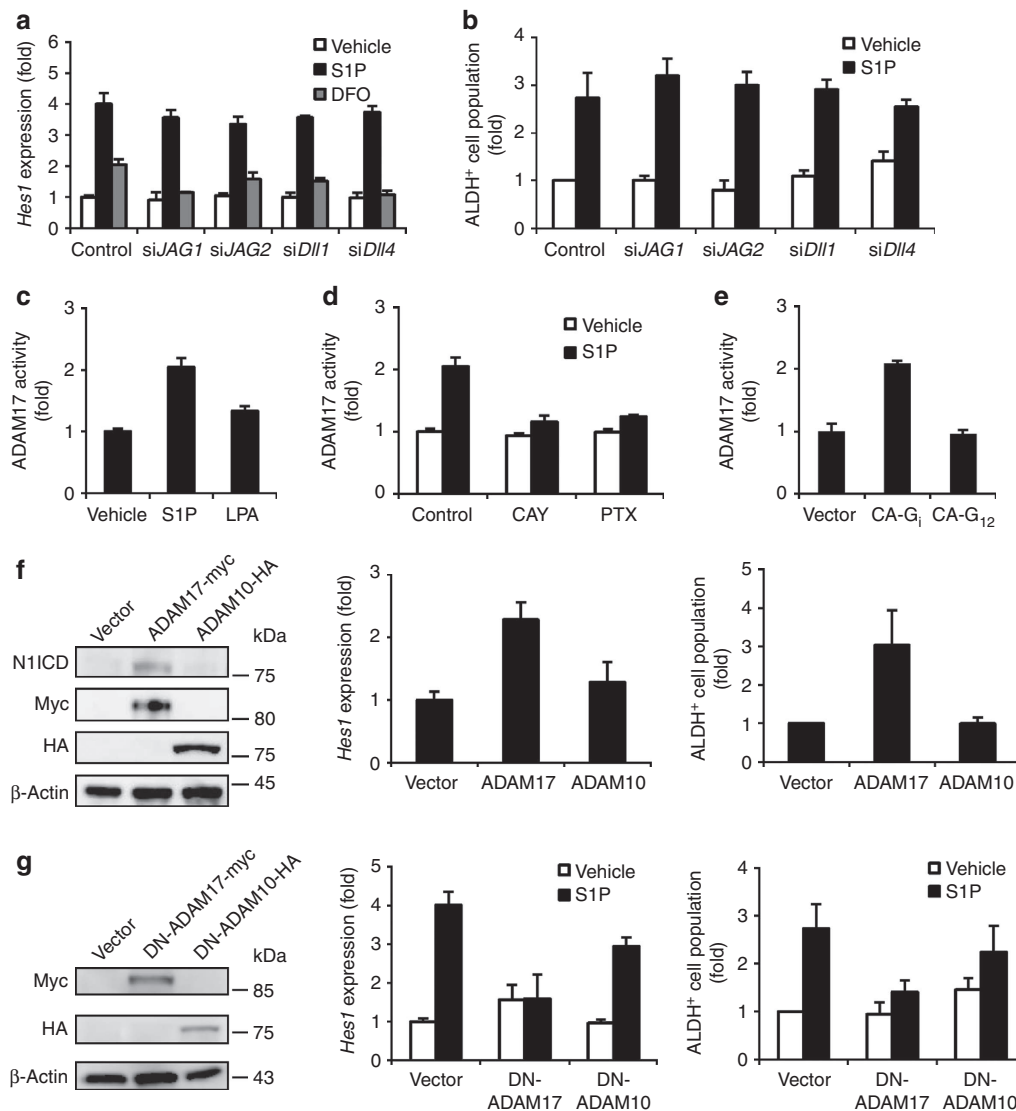 a
Hes1 expression (fold)
6
5
4
3
2
1
0
Vehicle
S1P
DFO
Control siJAG1 siJAG2 siDll1 siDll4
b
ALDH+ cell population
(fold)
4
3
2
1
0
Vehicle
S1P
Control siJAG1 siJAG2 siDll1 siDll4
c
ADAM17 activity
(fold)
3
2
1
0
Vehicle S1P LPA
d
ADAM17 activity
(fold)
3
2
1
0
Vehicle
S1P
Control CAY PTX
e
ADAM17 activity
(fold)
3
2
1
0
Vector CA-Gi CA-G12
f
Vector ADAM17-myc ADAM10-HA
kDa
N1ICD 75
Myc 80
HA 75
β-Actin 45
Hes1 expression (fold)
3
2
1
0
Vector ADAM17 ADAM10
ALDH+ cell population
(fold)
5
4
3
2
1
0
Vector ADAM17 ADAM10
g
Vector DN-ADAM17-myc DN-ADAM10-HA
kDa
Myc 85
HA 75
β-Actin 43
Hes1 expression (fold)
5
4
3
2
1
0
Vehicle
S1P
Vector DN- DN-
ADAM17 ADAM10
ALDH+ cell population
(fold)
4
3
2
1
0
Vehicle
S1P
Vector DN- DN-
ADAM17 ADAM10